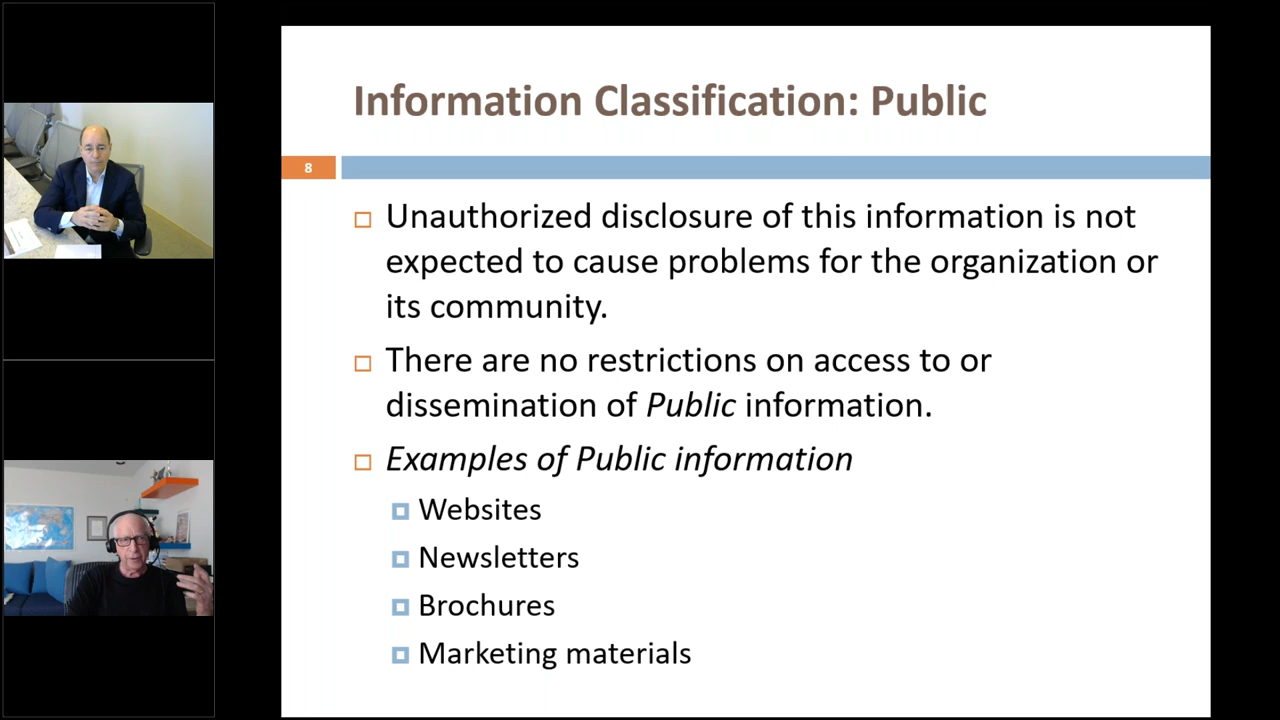 Information Classification: Public
8
Unauthorized disclosure of this information is not
expected to cause problems for the organization or
its community.
There are no restrictions on access to or
dissemination of Public information.
Examples of Public information
Websites
Newsletters
Brochures
Marketing materials